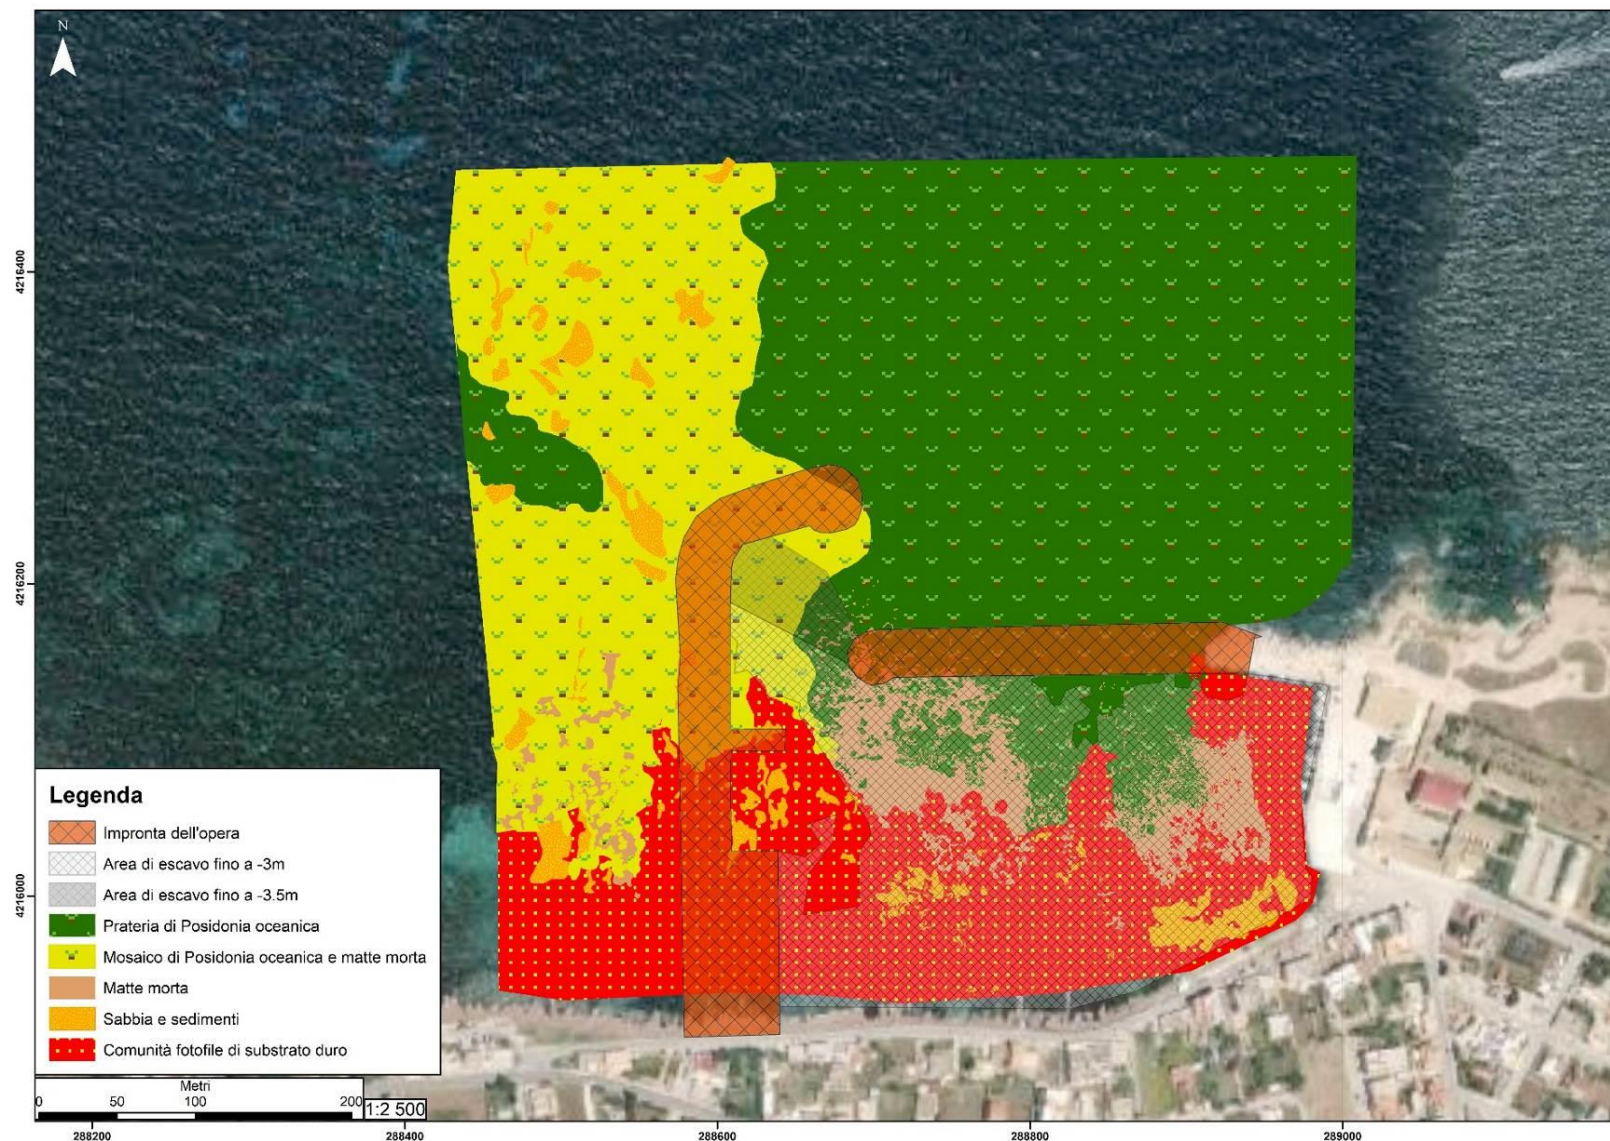 N
4216400
4216200
4216000
Legenda
Impronta dell'opera
Area di escavo fino a -3m
Area di escavo fino a -3.5m
Prateria di Posidonia oceanica
Mosaico di Posidonia oceanica e matte morta
Matte morta
Sabbia e sedimenti
Comunità fotofile di substrato duro
Metri
0 50 100 200
1:2 500
288200 288400 288600 288800 289000